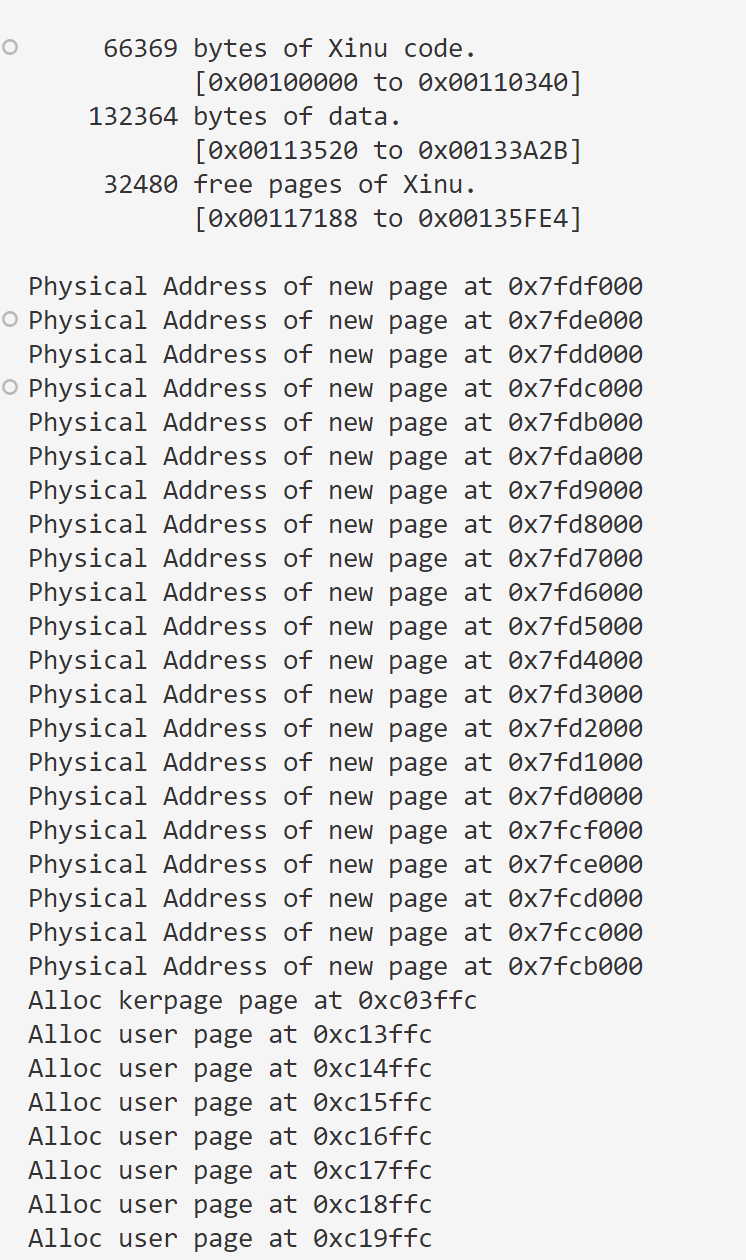 66369 bytes of Xinu code.
[0x00100000 to 0x00110340]
132364 bytes of data.
[0x00113520 to 0x00133A2B]
32480 free pages of Xinu.
[0x00117188 to 0x00135FE4]
Physical Address of new page at 0x7fdf000
Physical Address of new page at 0x7fde000
Physical Address of new page at 0x7fdd000
Physical Address of new page at 0x7fdc000
Physical Address of new page at 0x7fdb000
Physical Address of new page at 0x7fda000
Physical Address of new page at 0x7fd9000
Physical Address of new page at 0x7fd8000
Physical Address of new page at 0x7fd7000
Physical Address of new page at 0x7fd6000
Physical Address of new page at 0x7fd5000
Physical Address of new page at 0x7fd4000
Physical Address of new page at 0x7fd3000
Physical Address of new page at 0x7fd2000
Physical Address of new page at 0x7fd1000
Physical Address of new page at 0x7fd0000
Physical Address of new page at 0x7fcf000
Physical Address of new page at 0x7fce000
Physical Address of new page at 0x7fcd000
Physical Address of new page at 0x7fcc000
Physical Address of new page at 0x7fcb000
Alloc kerpage page at 0xc03ffc
Alloc user page at 0xc13ffc
Alloc user page at 0xc14ffc
Alloc user page at 0xc15ffc
Alloc user page at 0xc16ffc
Alloc user page at 0xc17ffc
Alloc user page at 0xc18ffc
Alloc user page at 0xc19ffc